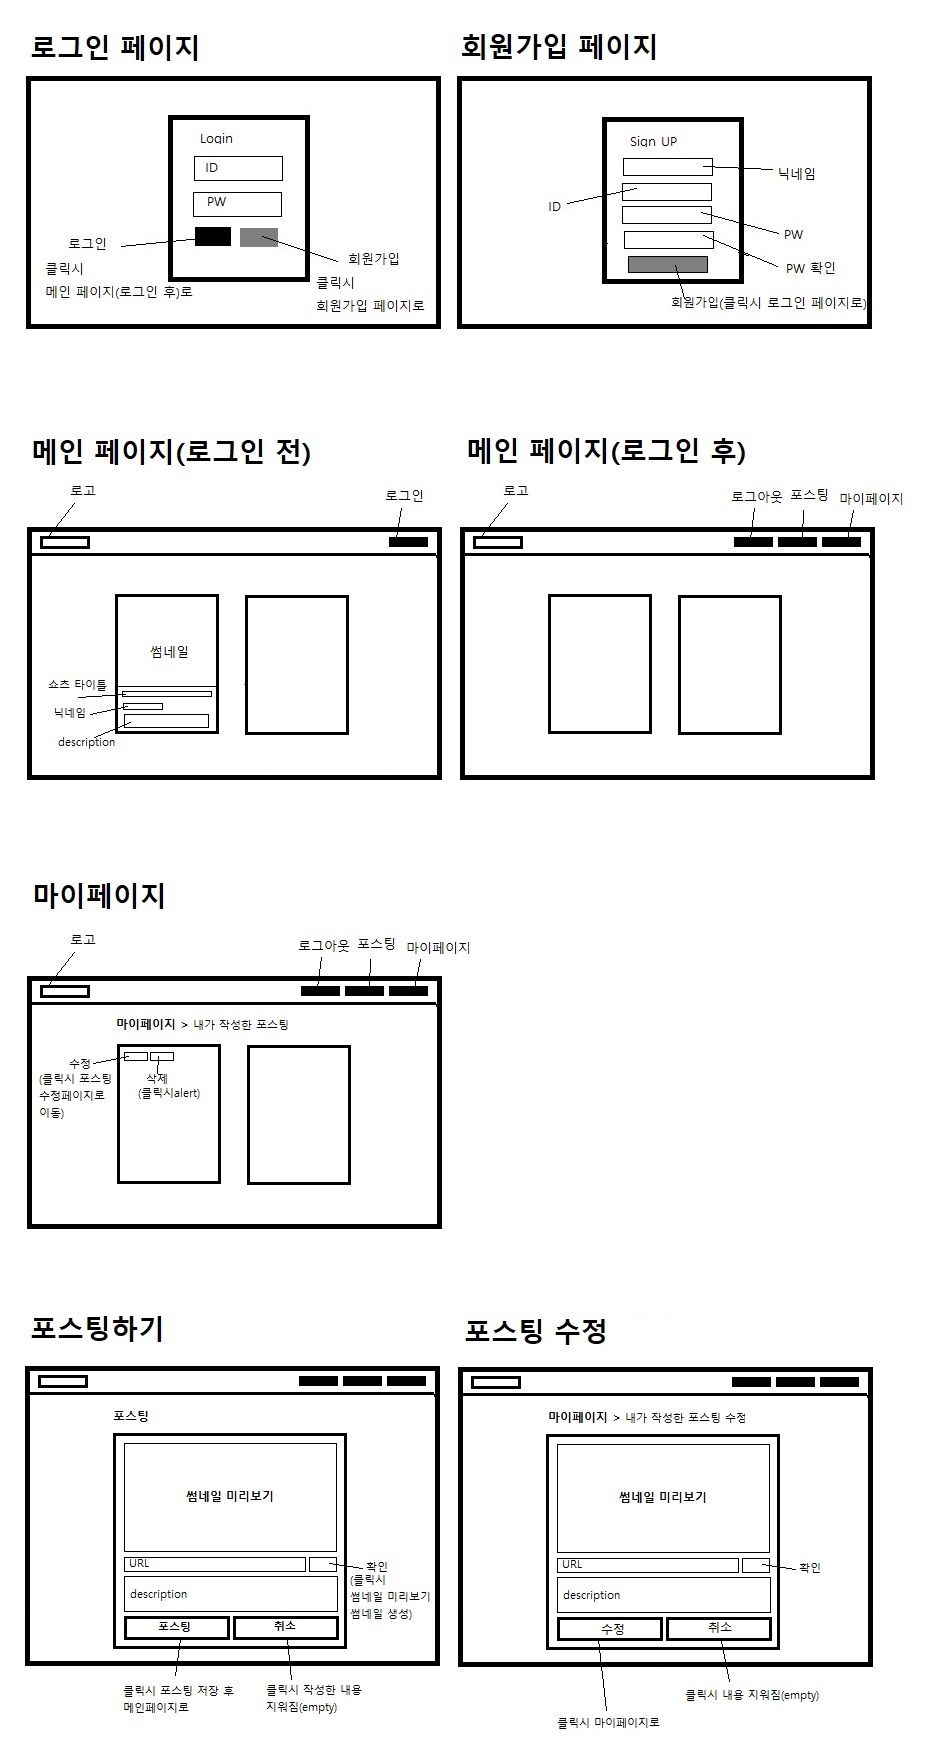 로그인 페이지
회원가입 페이지
Login
ID
PW
로그인
클릭시
메인 페이지(로그인 후)로
회원가입
클릭시
회원가입 페이지로
Sign UP
닉네임
ID
PW
PW 확인
회원가입(클릭시 로그인 페이지로)
메인 페이지(로그인 전)
로고
로그인
썸네일
쇼츠 타이틀
닉네임
description
메인 페이지(로그인 후)
로고
로그아웃
포스팅
마이페이지
마이페이지
로고
로그아웃
포스팅
마이페이지
마이페이지 > 내가 작성한 포스팅
수정
(클릭시 포스팅
수정페이지로
이동)
삭제
(클릭시alert)
포스팅하기
포스팅
썸네일 미리보기
URL
확인
(클릭시
썸네일 미리보기
썸네일 생성)
description
포스팅
취소
클릭시 포스팅 저장 후
메인페이지로
클릭시 작성한 내용
지워짐(empty)
포스팅 수정
마이페이지 > 내가 작성한 포스팅 수정
썸네일 미리보기
URL
확인
description
수정
취소
클릭시 내용 지워짐(empty)
클릭시 마이페이지로